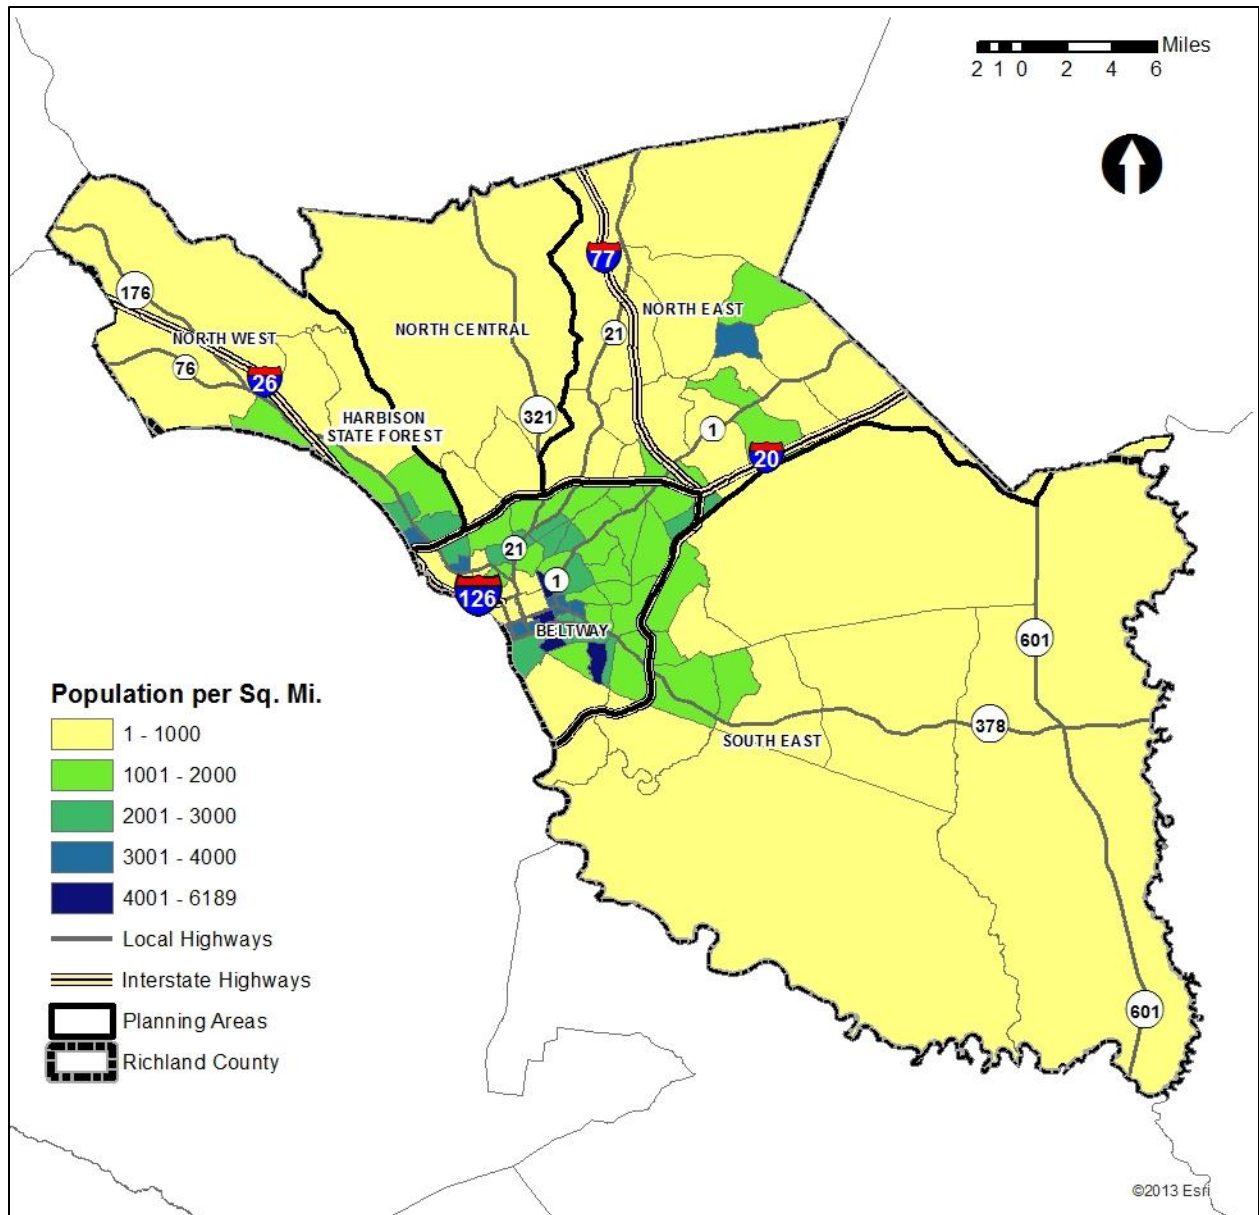 Miles
2 1 0 2 4 6
77
NORTH EAST
176
NORTH CENTRAL
21
NORTH WEST
76
26
321
HARBISON
STATE FOREST
1
20
21
1
126
BELTWAY
601
378
SOUTH EAST
601
Population per Sq. Mi.
1 - 1000
1001 - 2000
2001 - 3000
3001 - 4000
4001 - 6189
Local Highways
Interstate Highways
Planning Areas
Richland County
©2013 Esri